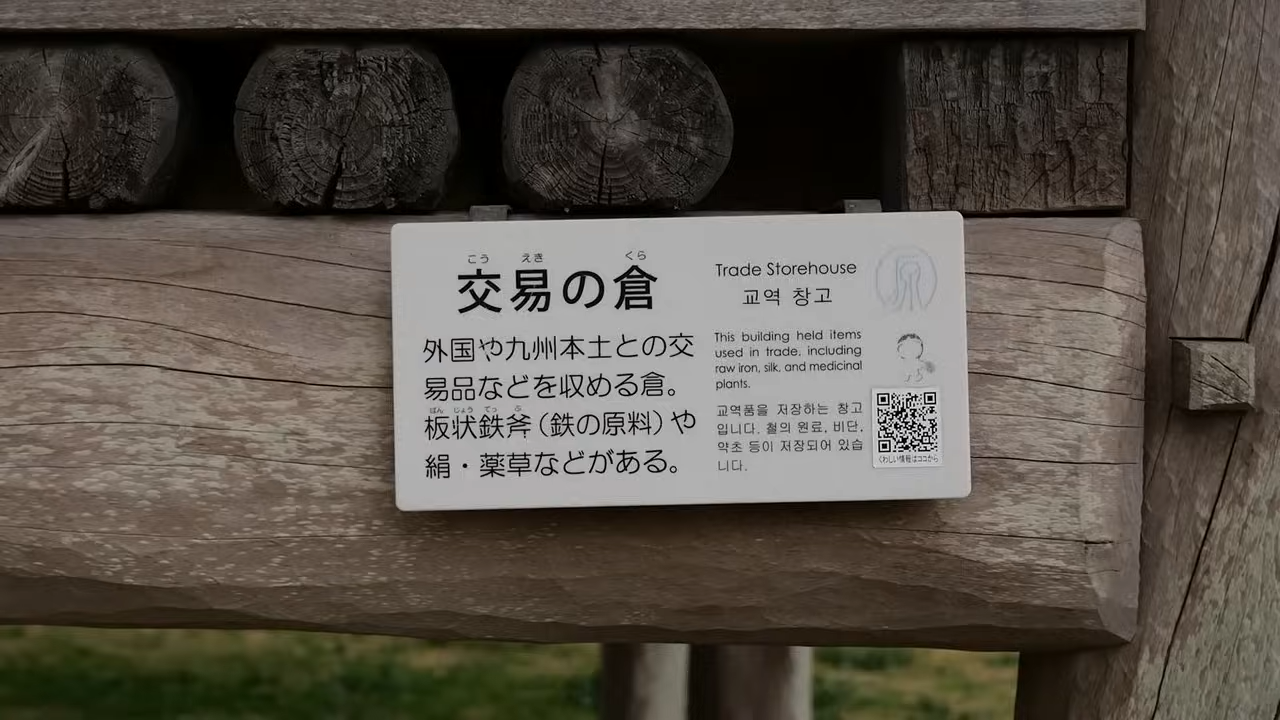 こう えき くら
交易の倉
外国や九州本土との交
易品などを収める倉。
ばん じょう てっ ぷ
板状鉄斧（鉄の原料）や
絹・薬草などがある。
Trade Storehouse
교역 창고
This building held items
used in trade, including
raw iron, silk, and medicinal
plants.
교역품을 저장하는 창고
입니다. 철의 원료, 비단,
약초 등이 저장되어 있습
니다.
原
くわしい情報はココから